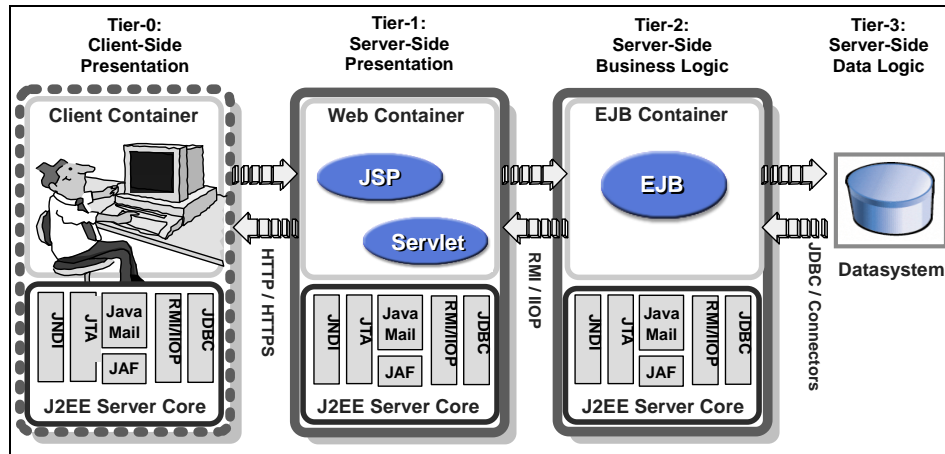 Tier-0:
Client-Side
Presentation
Tier-1:
Server-Side
Presentation
Tier-2:
Server-Side
Business Logic
Tier-3:
Server-Side
Data Logic
Client Container
Web Container
JSP
Servlet
EJB Container
EJB
Datasystem
HTTP / HTTPS
RMI / IIOP
JDBC / Connectors
JNDI
JTA
Java
Mail
JAF
RMI/IIOP
JDBC
J2EE Server Core
JNDI
JTA
Java
Mail
JAF
RMI/IIOP
JDBC
J2EE Server Core
JNDI
JTA
Java
Mail
JAF
RMI/IIOP
JDBC
J2EE Server Core